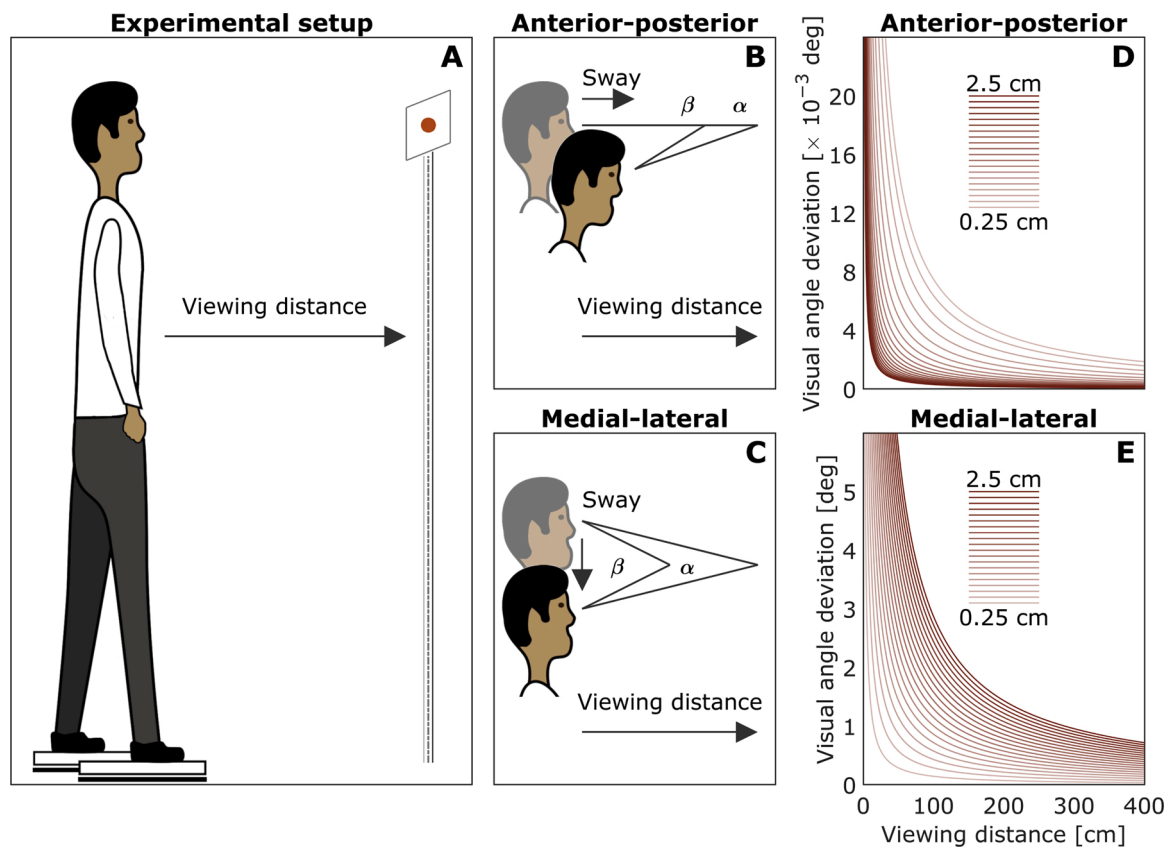 Experimental setup
A
Viewing distance
Anterior-posterior
B
Sway
β
α
Viewing distance
Medial-lateral
C
Sway
β
α
Viewing distance
Anterior-posterior
D
Visual angle deviation [× 10⁻³ deg]
20
16
12
8
4
0
2.5 cm
0.25 cm
Medial-lateral
E
Visual angle deviation [deg]
5
4
3
2
1
0
2.5 cm
0.25 cm
0 100 200 300 400
Viewing distance [cm]